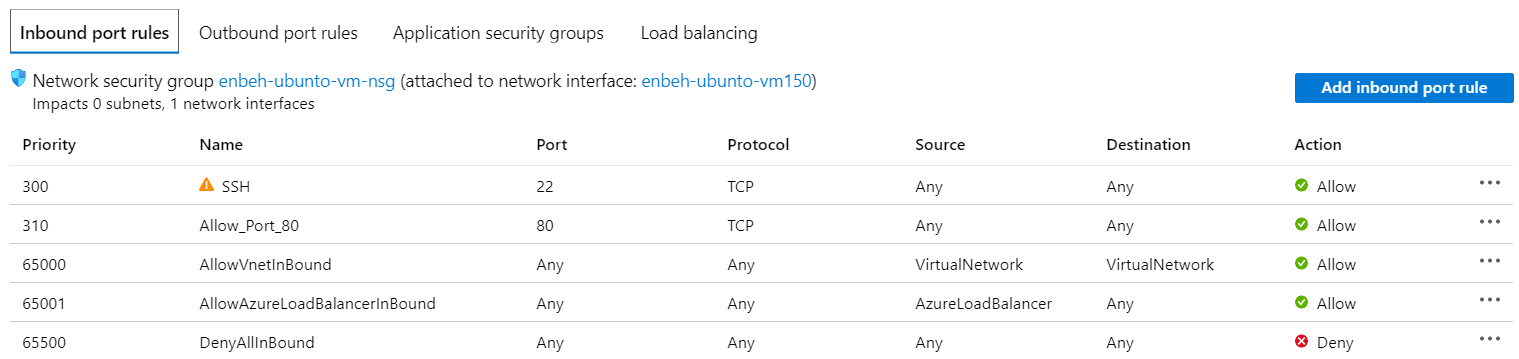 Inbound port rules Outbound port rules Application security groups Load balancing
Network security group enbeh-ubunto-vm-nsg (attached to network interface: enbeh-ubunto-vm150)
Impacts 0 subnets, 1 network interfaces
Add inbound port rule
Priority Name Port Protocol Source Destination Action
300 SSH 22 TCP Any Any Allow
310 Allow_Port_80 80 TCP Any Any Allow
65000 AllowVnetInBound Any Any VirtualNetwork VirtualNetwork Allow
65001 AllowAzureLoadBalancerInBound Any Any AzureLoadBalancer Any Allow
65500 DenyAllInBound Any Any Any Any Deny